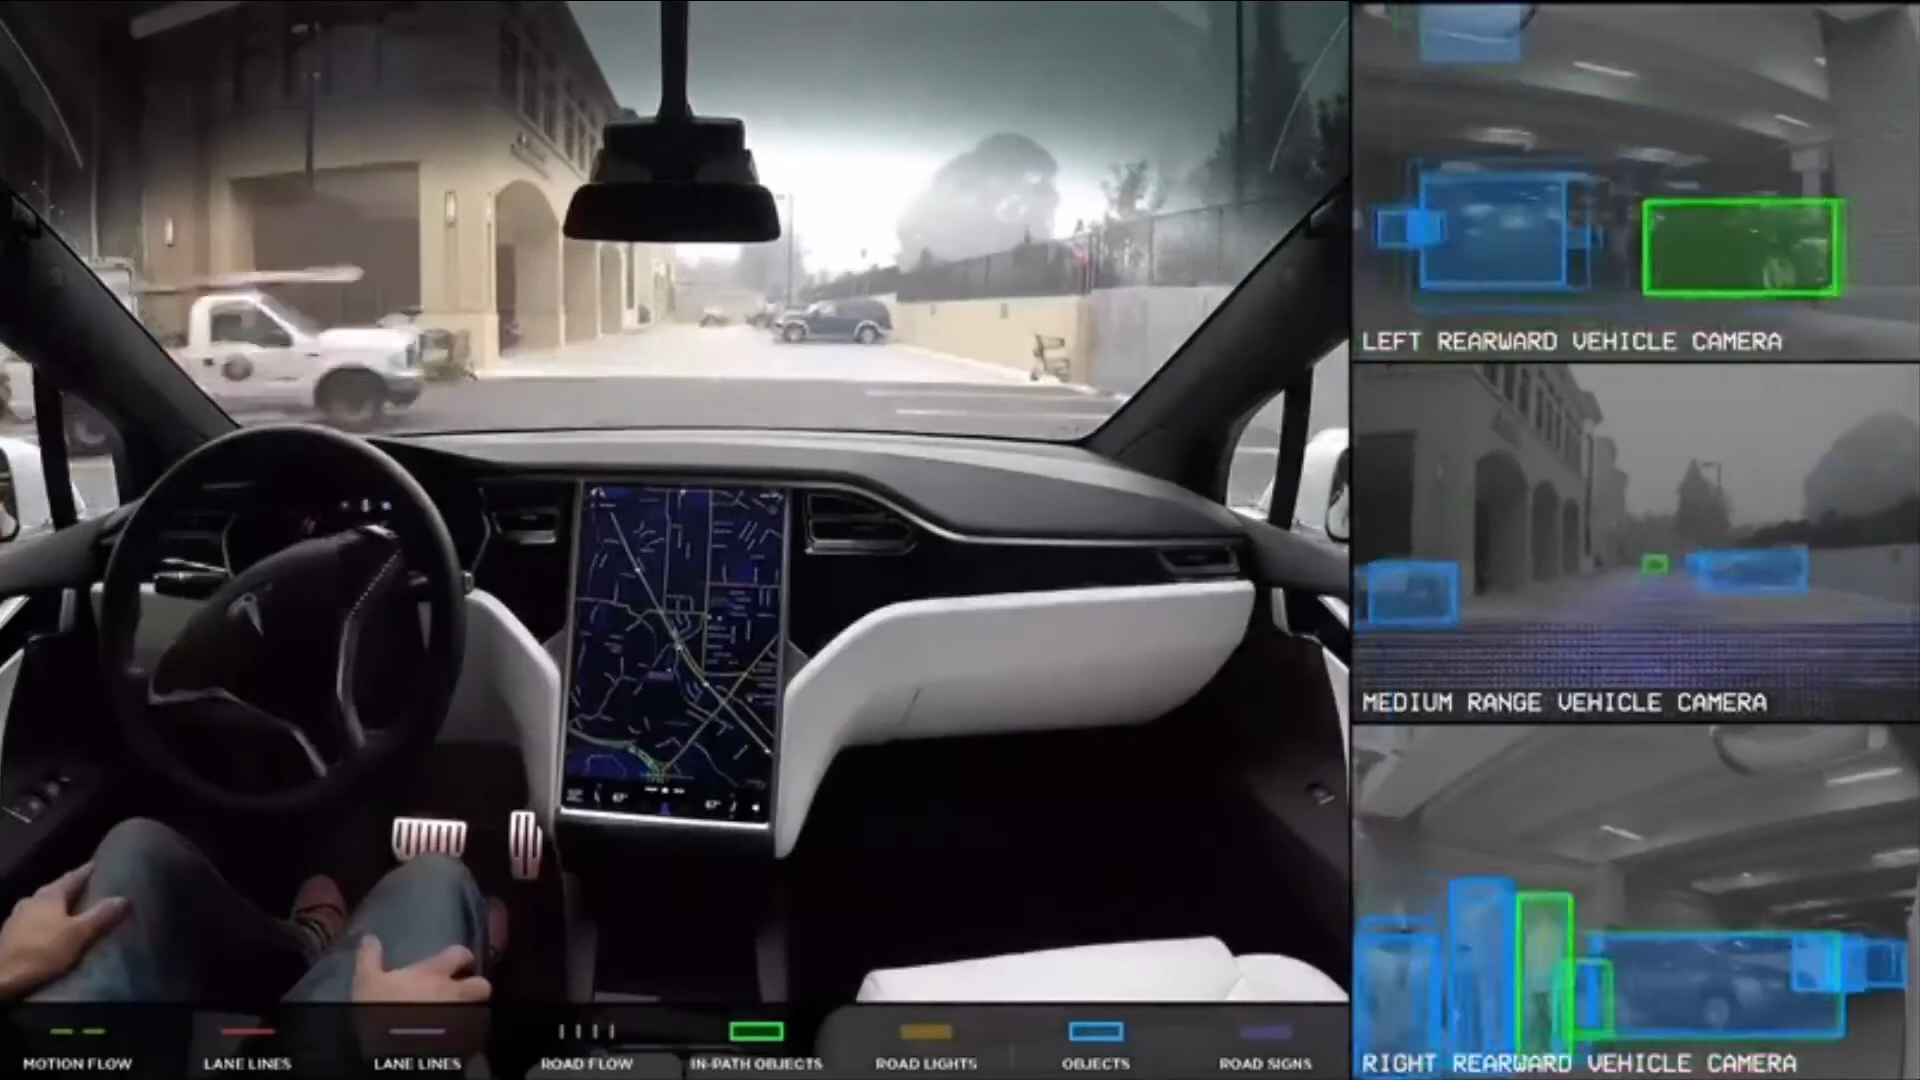 LEFT REARWARD VEHICLE CAMERA
MEDIUM RANGE VEHICLE CAMERA
RIGHT REARWARD VEHICLE CAMERA
MOTION FLOW
LANE LINES
LANE LINES
ROAD FLOW
IN-PATH OBJECTS
ROAD LIGHTS
OBJECTS
ROAD SIGNS